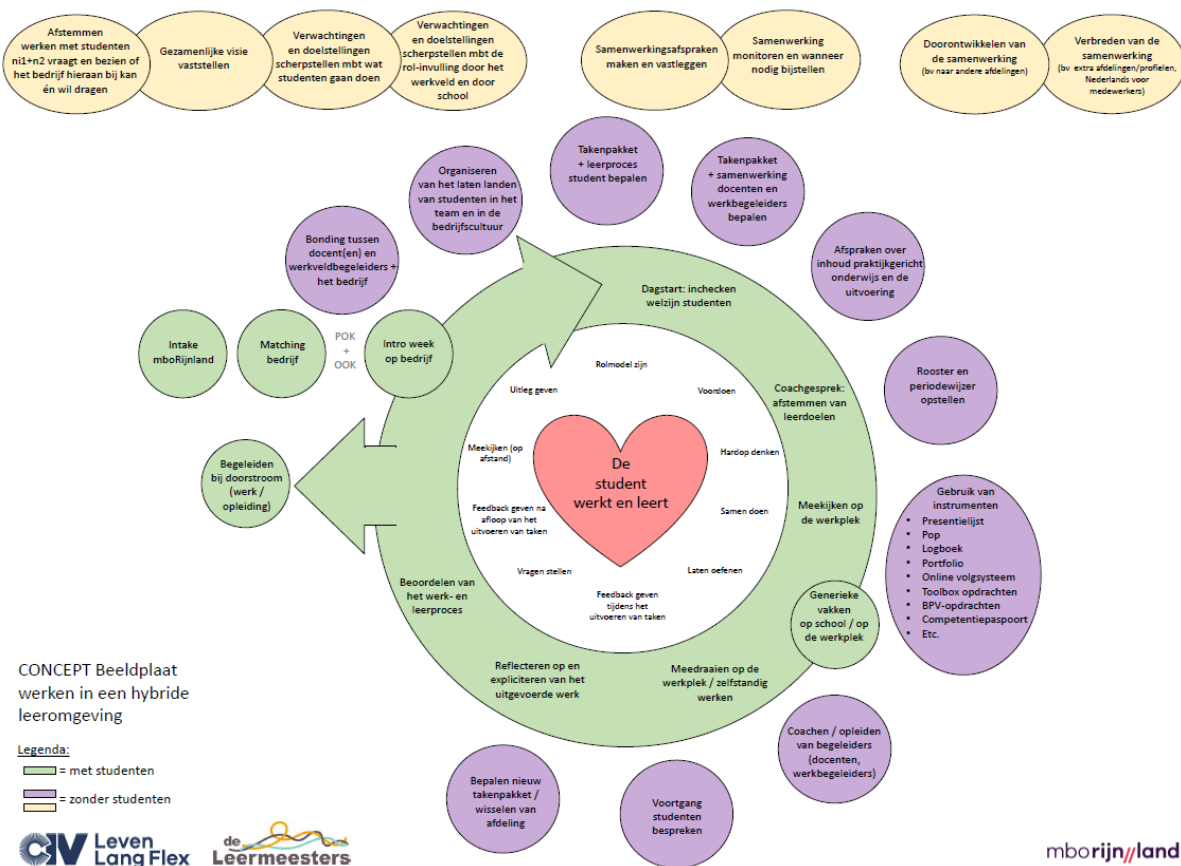 Afstemmen
werken met studenten
ni1+n2 vraagt en bezien of
het bedrijf hieraan bij kan
én wil dragen
Gezamenlijke visie
vaststellen
Verwachtingen
en doelstellingen
scherpstellen mbt wat
studenten gaan doen
Verwachtingen
en doelstellingen
scherpstellen mbt de
rol-invulling door het
werkveld en door
school
Samenwerkingsafspraken
maken en vastleggen
Samenwerking
monitoren en wanneer
nodig bijstellen
Doorontwikkelen van
de samenwerking
(bv naar andere afdelingen)
Verbreden van de
samenwerking
(bv extra afdelingen/profielen,
Nederlands voor
medewerkers)
Bonding tussen
docent(en) en
werkveldbegeleiders +
het bedrijf
Organiseren
van het laten landen
van studenten in het
team en in de
bedrijfscultuur
Takenpakket
+ leerproces
student bepalen
Takenpakket
+ samenwerking
docenten en
werkbegeleiders
bepalen
Afspraken over
inhoud praktijkgericht
onderwijs en de
uitvoering
Rooster en
periodewijzer
opstellen
Gebruik van
instrumenten
• Presentielijst
• Pop
• Logboek
• Portfolio
• Online volgsysteem
• Toolbox opdrachten
• BPV-opdrachten
• Competentiepaspoort
• Etc.
Coachen / opleiden
van begeleiders
(docenten,
werkbegeleiders)
Voortgang
studenten
bespreken
Bepalen nieuw
takenpakket /
wisselen van
afdeling
Intake
mboRijnland
Matching
bedrijf
POK
+
OOK
Intro week
op bedrijf
Dagstart: inchecken
welzijn studenten
Coachgesprek:
afstemmen van
leerdoelen
Meekijken op
de werkplek
Generieke
vakken
op school / op
de werkplek
Meedraaien op de
werkplek / zelfstandig
werken
Reflecteren op en
expliciteren van het
uitgevoerde werk
Beoordelen van
het werk- en
leerproces
Begeleiden
bij doorstroom
(werk /
opleiding)
Rolmodel zijn
Voordoen
Hardop denken
Samen doen
Laten oefenen
Feedback geven
tijdens het
uitvoeren van taken
Vragen stellen
Feedback geven na
afloop van het
uitvoeren van taken
Meekijken (op
afstand)
Uitleg geven
De
student
werkt en leert
CONCEPT Beeldplaat
werken in een hybride
leeromgeving
Legenda:
= met studenten
= zonder studenten
CIV Leven
Lang Flex
de
Leermeesters
mborijn//land